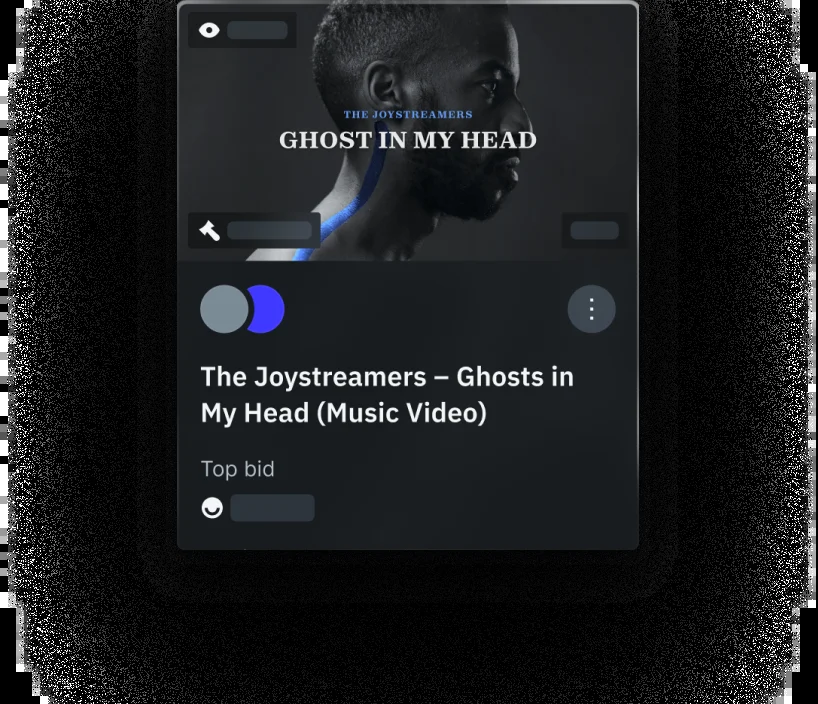 THE JOYSTREAMERS
GHOST IN MY HEAD
The Joystreamers – Ghosts in
My Head (Music Video)
Top bid